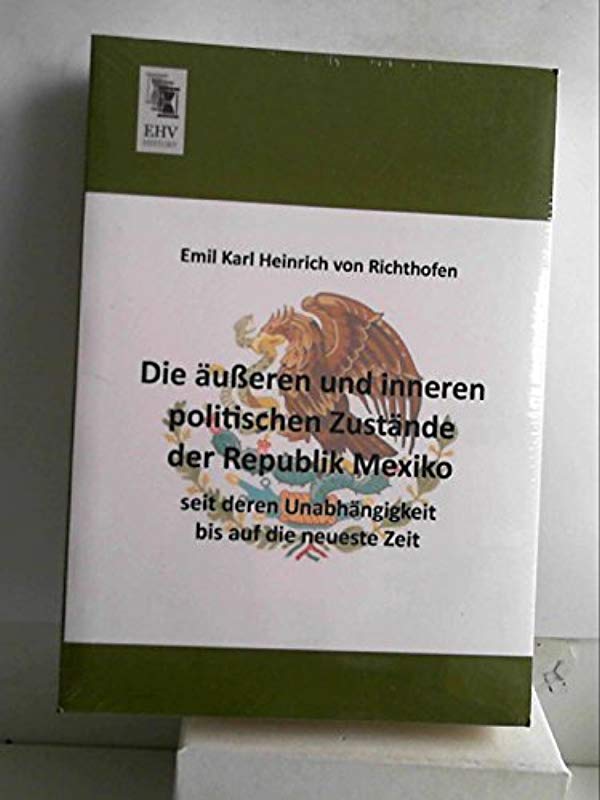 EHV
HISTORY
Emil Karl Heinrich von Richthofen
Die äußeren und inneren
politischen Zustände
der Republik Mexiko
seit deren Unabhängigkeit
bis auf die neueste Zeit